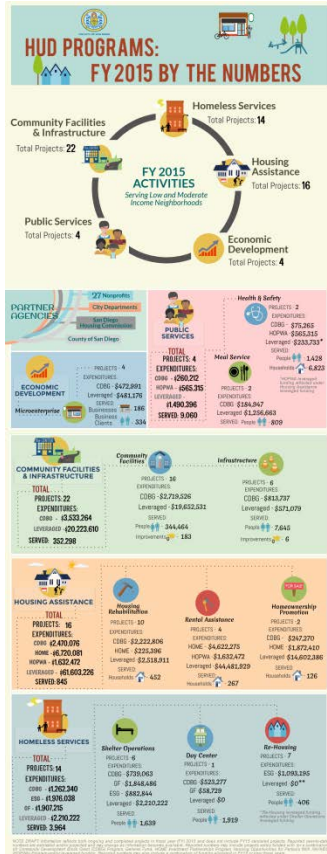 HUD PROGRAMS:
FY 2015 BY THE NUMBERS
Homeless Services
Total Projects: 14
Community Facilities
& Infrastructure
Total Projects: 22
FY 2015
ACTIVITIES
Serving Low and Moderate
Income Neighborhoods
Housing
Assistance
Total Projects: 16
Public Services
Total Projects: 4
Economic
Development
Total Projects: 4
PARTNER
AGENCIES
27 Nonprofits
City Departments
San Diego
Housing Commission
County of San Diego
ECONOMIC
DEVELOPMENT
Microenterprise
PROJECTS - 4
EXPENDITURES
CDBG - $472,891
Leveraged - $481,176
SERVED
Businesses - 186
Business
Clients - 334
PUBLIC
SERVICES
TOTAL
PROJECTS: 4
EXPENDITURES:
CDBG - $260,212
HOPWA - $565,315
LEVERAGED -
$1,490,396
SERVED: 9,060
Health & Safety
PROJECTS - 2
EXPENDITURES
CDBG - $75,265
HOPWA - $565,315
Leveraged - $233,733*
SERVED
People - 1,428
Households - 6,823
Meal Service
PROJECTS - 2
EXPENDITURES
CDBG - $184,947
Leveraged $1,256,663
SERVED
People - 809
COMMUNITY FACILITIES
& INFRASTRUCTURE
TOTAL
PROJECTS: 22
EXPENDITURES:
CDBG - $3,533,264
LEVERAGED - $20,223,610
SERVED: 352,298
Community
Facilities
PROJECTS - 16
EXPENDITURES:
CDBG - $2,719,526
Leveraged - $19,652,531
SERVED
People - 344,464
Improvements - 183
Infrastructure
PROJECTS - 6
EXPENDITURES:
CDBG - $813,737
Leveraged - $571,079
SERVED
People - 7,645
Improvements - 6
HOUSING ASSISTANCE
TOTAL
PROJECTS: 16
EXPENDITURES:
CDBG - $2,470,076
HOME - $6,720,081
HOPWA - $1,632,472
LEVERAGED - $61,603,226
SERVED: 845
Housing
Rehabilitation
PROJECTS - 10
EXPENDITURES
CDBG - $2,222,806
HOME - $225,396
Leveraged - $2,518,911
SERVED
Households - 452
Rental Assistance
PROJECTS - 4
EXPENDITURES
HOME - $4,622,275
HOPWA - $1,632,472
Leveraged - $44,481,929
SERVED
Households - 267
FOR SALE
Homeownership
Promotion
PROJECTS - 2
EXPENDITURES
CDBG - $247,270
HOME - $1,872,410
Leveraged - $14,602,386
SERVED
Households - 126
HOMELESS SERVICES
TOTAL
PROJECTS: 14
EXPENDITURES:
CDBG - $1,262,340
ESG - $1,976,038
GF - $1,907,215
LEVERAGED -
$2,210,222
SERVED: 3,964
Shelter Operations
PROJECTS - 6
EXPENDITURES
CDBG - $739,063
GF - $1,848,486
ESG - $882,844
Leveraged - $2,210,222
SERVED
People - 1,639
Day Center
PROJECTS - 1
EXPENDITURES
CDBG - $523,277
GF - $58,729
Leveraged $0
SERVED
People - 1,919
Re-Housing
PROJECTS - 7
EXPENDITURES
ESG - $1,093,195
Leveraged - $0**
SERVED
People - 406